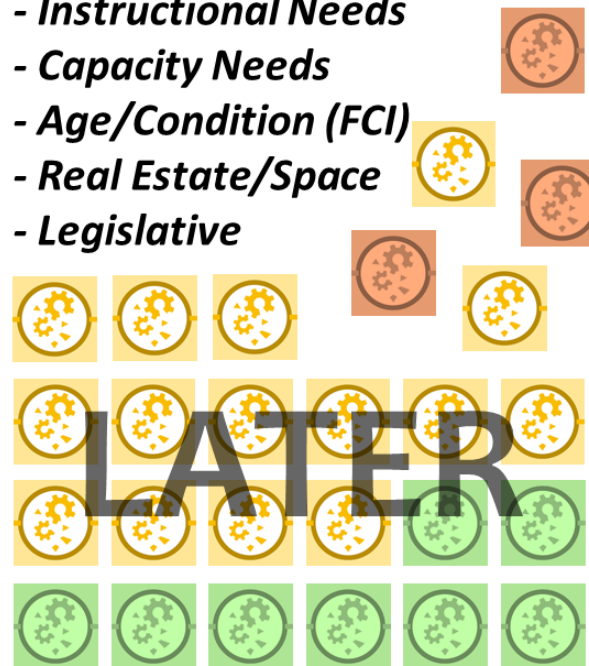 - Instructional Needs
- Capacity Needs
- Age/Condition (FCI)
- Real Estate/Space
- Legislative
LATER